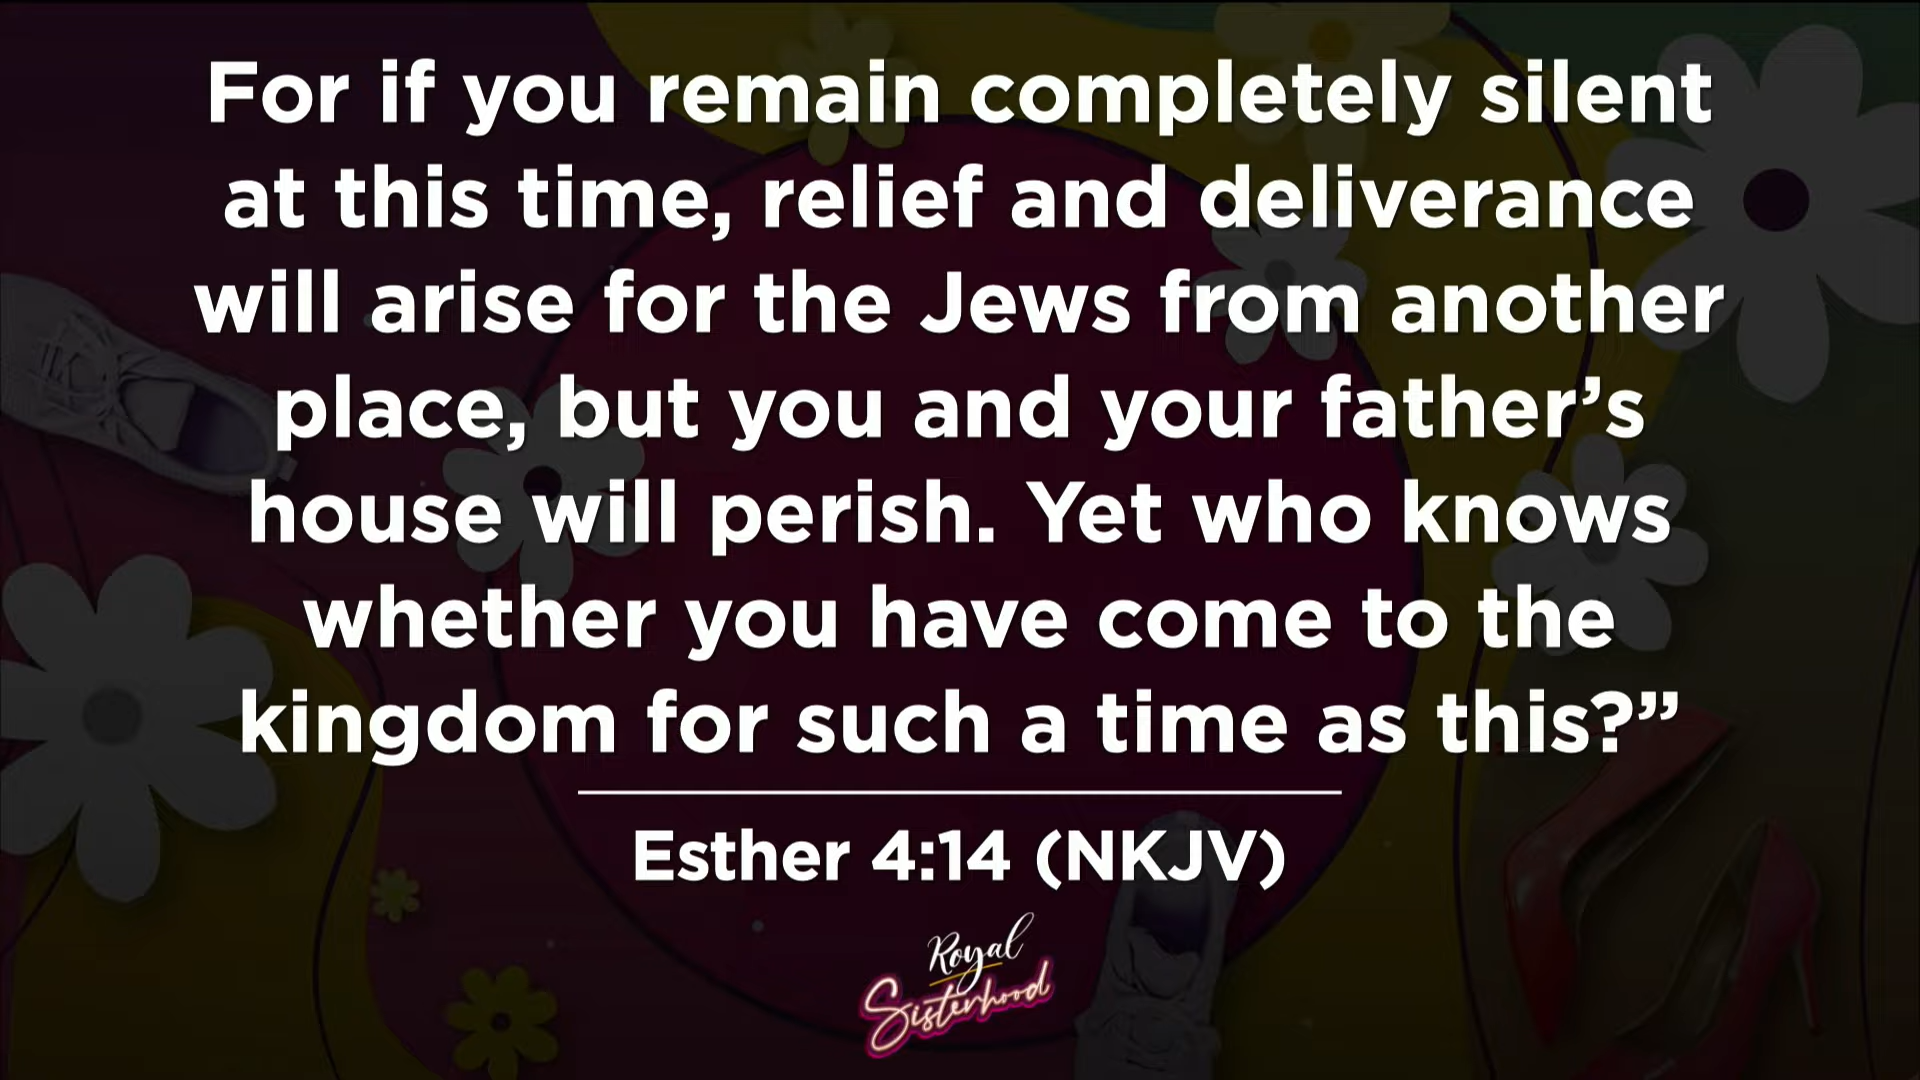 For if you remain completely silent
at this time, relief and deliverance
will arise for the Jews from another
place, but you and your father’s
house will perish. Yet who knows
whether you have come to the
kingdom for such a time as this?”
Esther 4:14 (NKJV)
Royal
Sisterhood